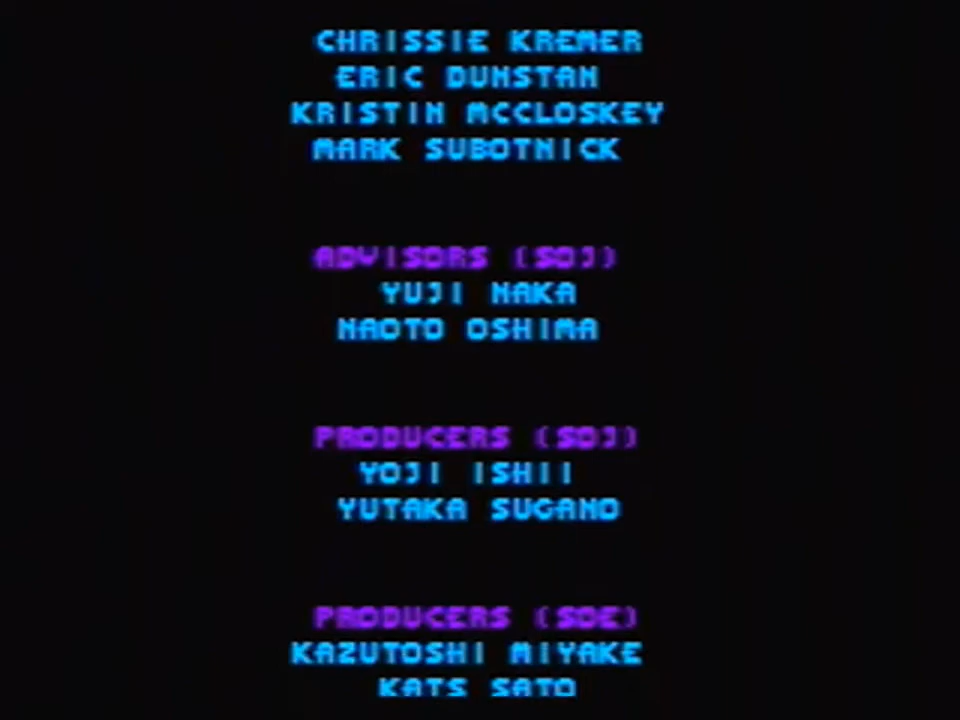 CHRISSIE KREMER
ERIC DUNSTAN
KRISTIN MCCLOSKEY
MARK SUBOTNICK
ADVISORS (SOJ)
YUJI NAKA
NAOTO OSHIMA
PRODUCERS (SOJ)
YOJI ISHII
YUTAKA SUGANO
PRODUCERS (SOE)
KAZUTOSHI MIYAKE
KATS SATO